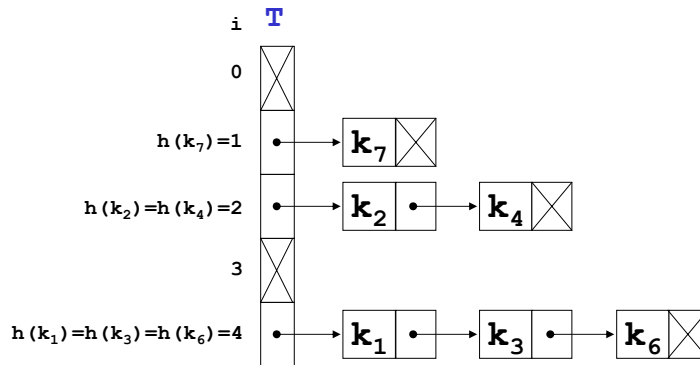 i T
0
h(k₇)=1 k₇
h(k₂)=h(k₄)=2 k₂ k₄
3
h(k₁)=h(k₃)=h(k₆)=4 k₁ k₃ k₆